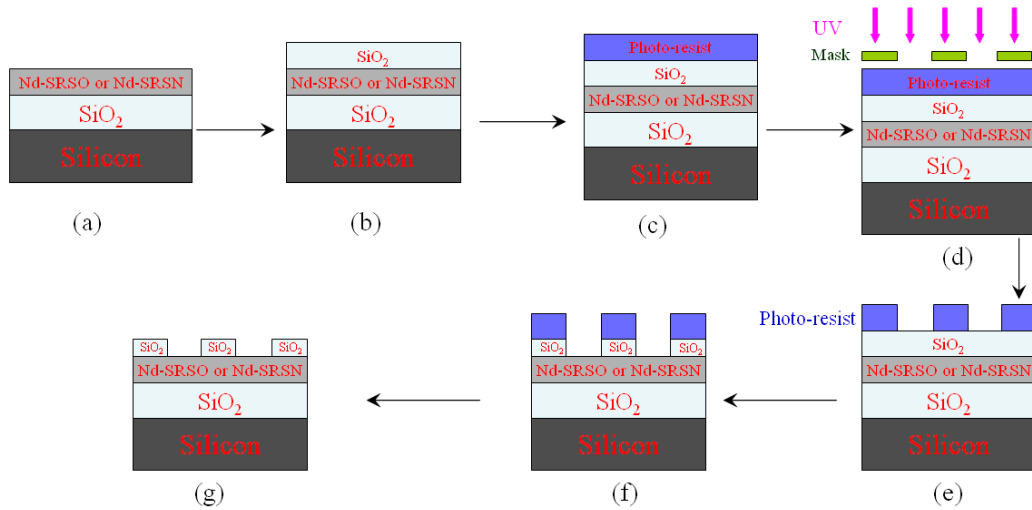 Nd-SRSO or Nd-SRSN
SiO₂
Silicon
(a)
SiO₂
Nd-SRSO or Nd-SRSN
SiO₂
Silicon
(b)
Photo-resist
SiO₂
Nd-SRSO or Nd-SRSN
SiO₂
Silicon
(c)
UV
Mask
Photo-resist
SiO₂
Nd-SRSO or Nd-SRSN
SiO₂
Silicon
(d)
Photo-resist
SiO₂
Nd-SRSO or Nd-SRSN
SiO₂
Silicon
(e)
SiO₂ SiO₂ SiO₂
Nd-SRSO or Nd-SRSN
SiO₂
Silicon
(f)
SiO₂ SiO₂ SiO₂
Nd-SRSO or Nd-SRSN
SiO₂
Silicon
(g)